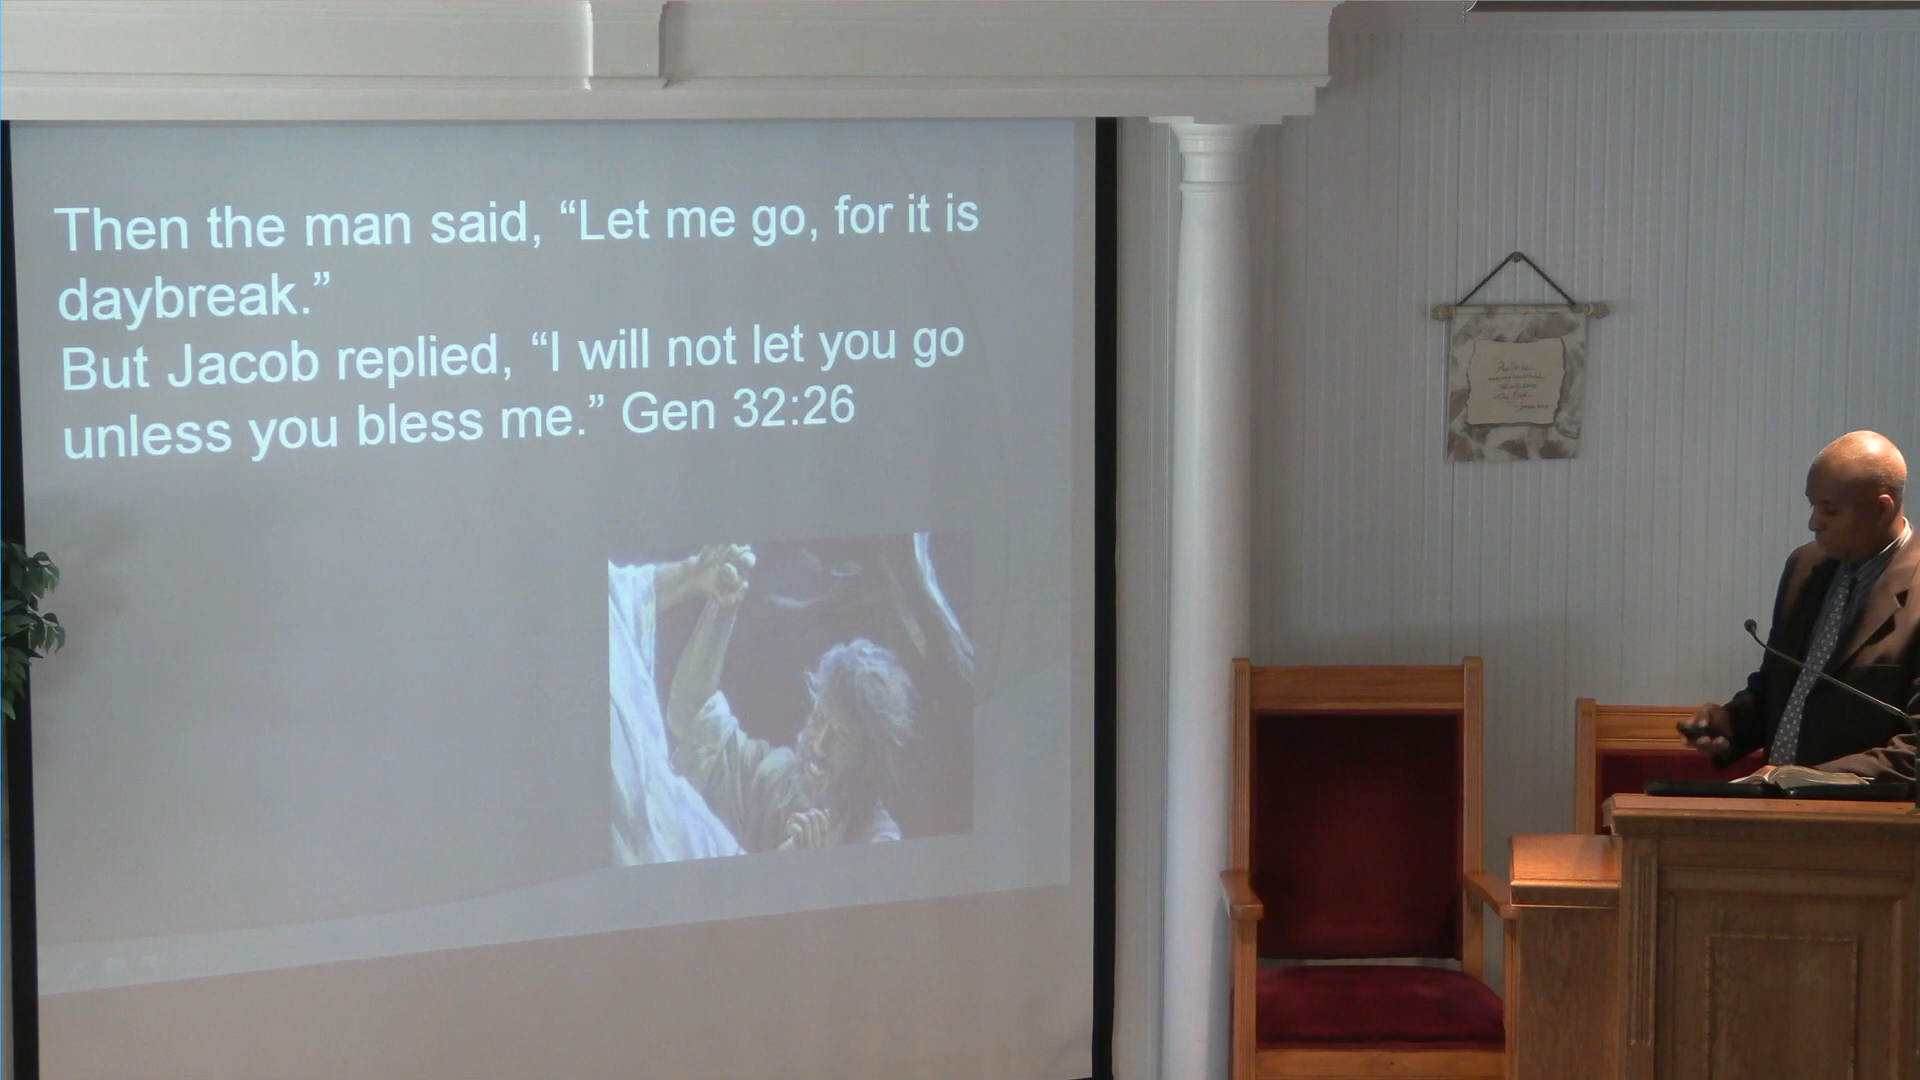 Then the man said, “Let me go, for it is
daybreak.”
But Jacob replied, “I will not let you go
unless you bless me.” Gen 32:26